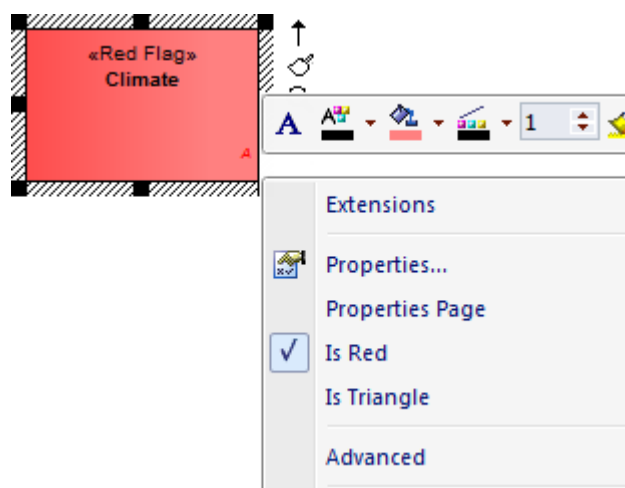 «Red Flag»
Climate
A
A A 1
Extensions
Properties...
Properties Page
Is Red
Is Triangle
Advanced